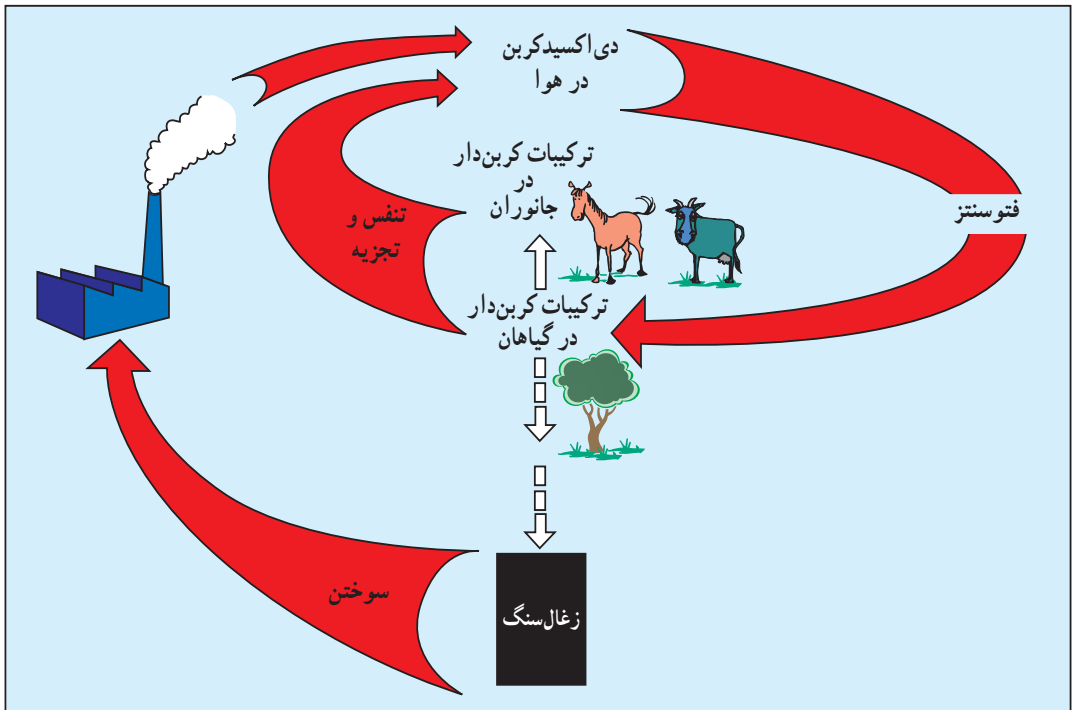 دی‌اکسیدکربن
در هوا
ترکیبات کربن‌دار
در
جانوران
فتوسنتز
تنفس و
تجزیه
ترکیبات کربن‌دار
در گیاهان
سوختن
زغال‌سنگ